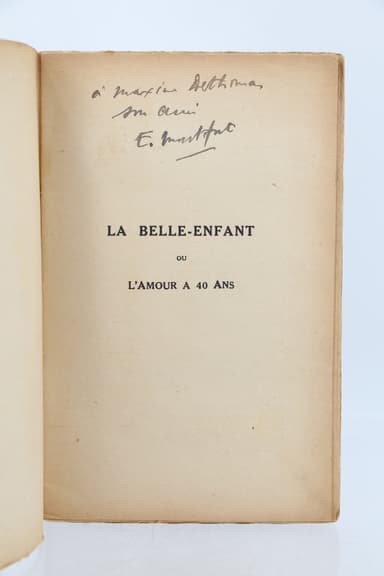 à Maxime Dethomas
son ami
E. Montfort
LA BELLE-ENFANT
OU
L'AMOUR A 40 ANS